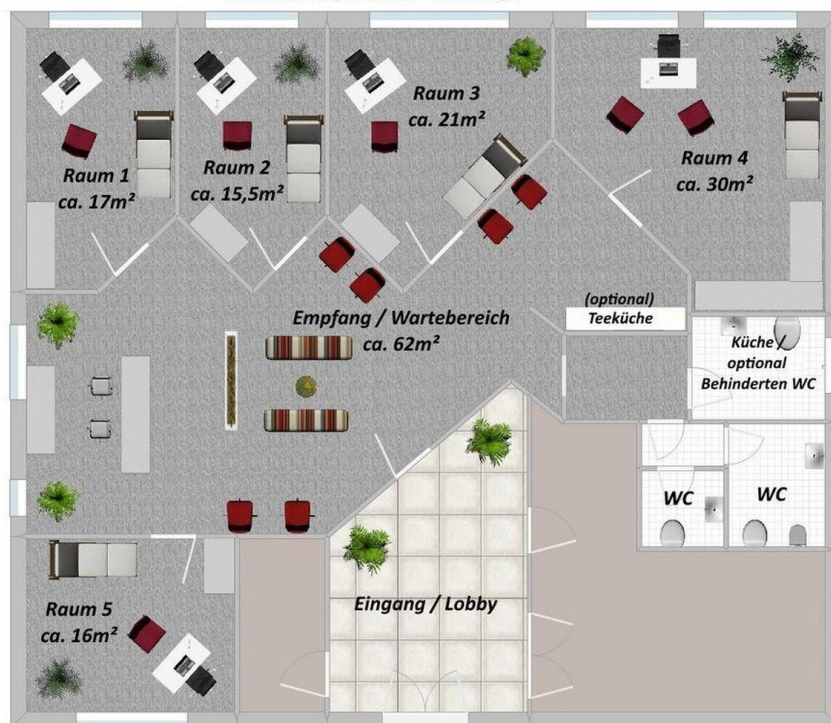 Raum 1
ca. 17m²
Raum 2
ca. 15,5m²
Raum 3
ca. 21m²
Raum 4
ca. 30m²
Empfang / Wartebereich
ca. 62m²
(optional)
Teeküche
Küche /
optional
Behinderten WC
WC
WC
Raum 5
ca. 16m²
Eingang / Lobby